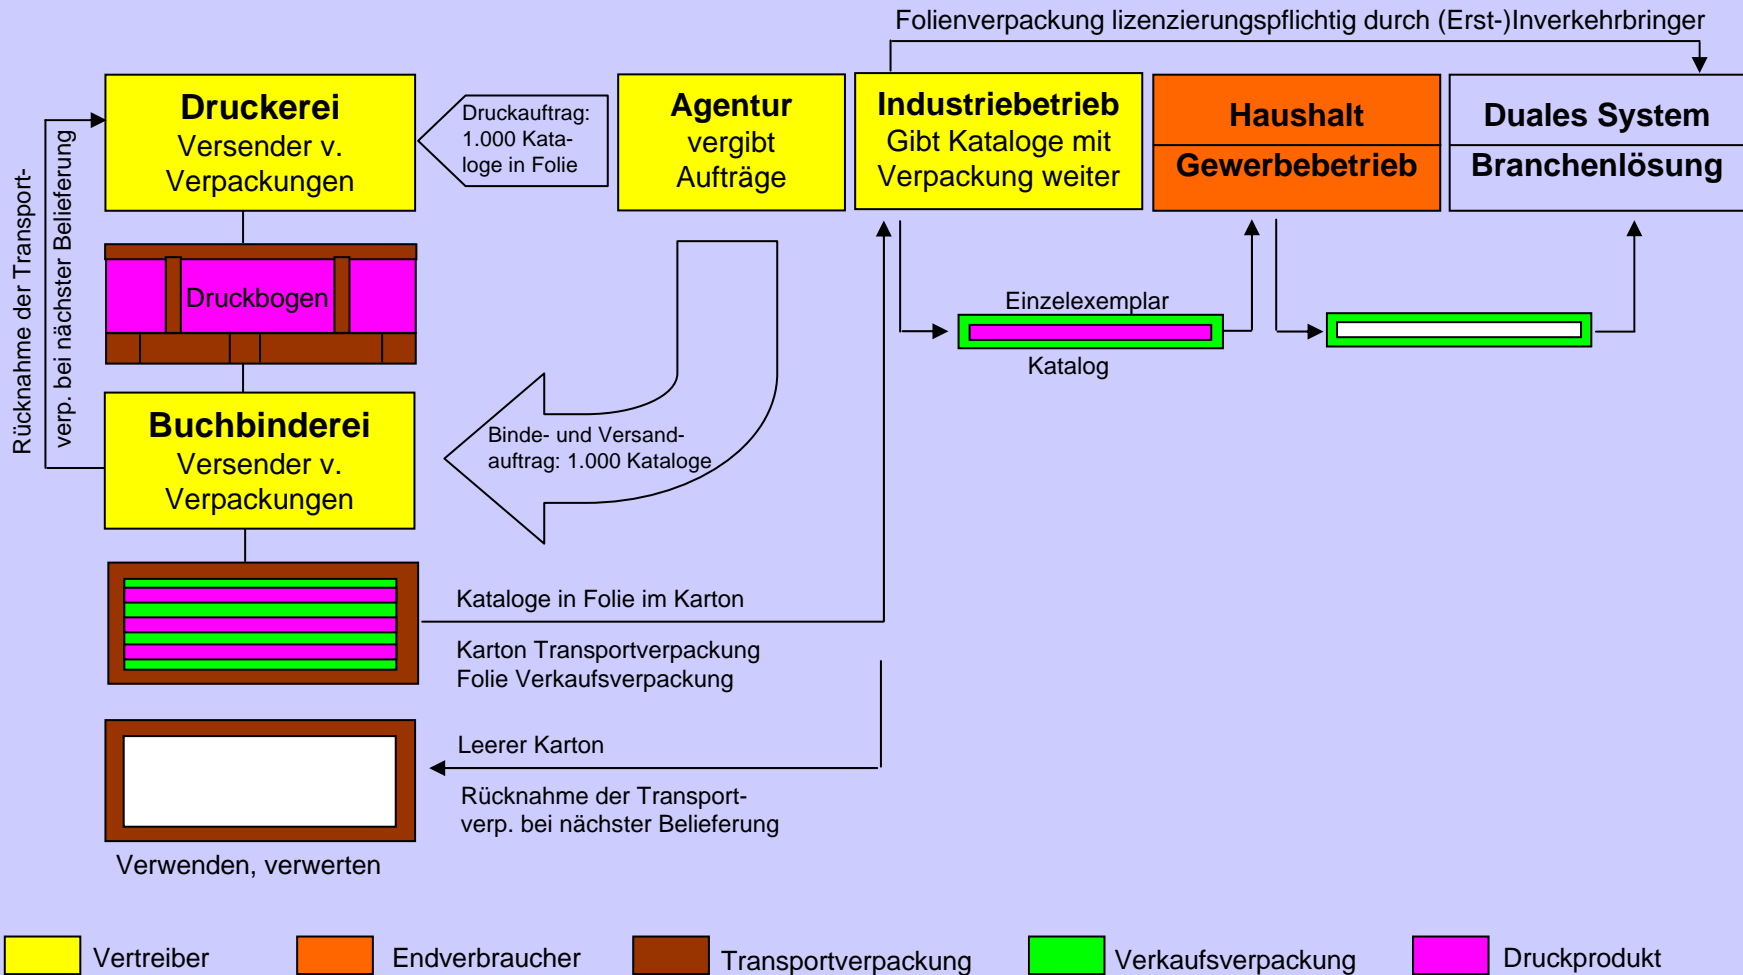 Folienverpackung lizenzierungspflichtig durch (Erst-)Inverkehrbringer
Druckerei
Versender v.
Verpackungen
Druckauftrag:
1.000 Kata-
loge in Folie
Agentur
vergibt
Aufträge
Industriebetrieb
Gibt Kataloge mit
Verpackung weiter
Haushalt
Gewerbebetrieb
Duales System
Branchenlösung
Rücknahme der Transport-
verp. bei nächster Belieferung
Druckbogen
Einzelexemplar
Katalog
Buchbinderei
Versender v.
Verpackungen
Binde- und Versand-
auftrag: 1.000 Kataloge
Kataloge in Folie im Karton
Karton Transportverpackung
Folie Verkaufsverpackung
Leerer Karton
Rücknahme der Transport-
verp. bei nächster Belieferung
Verwenden, verwerten
Vertreiber
Endverbraucher
Transportverpackung
Verkaufsverpackung
Druckprodukt